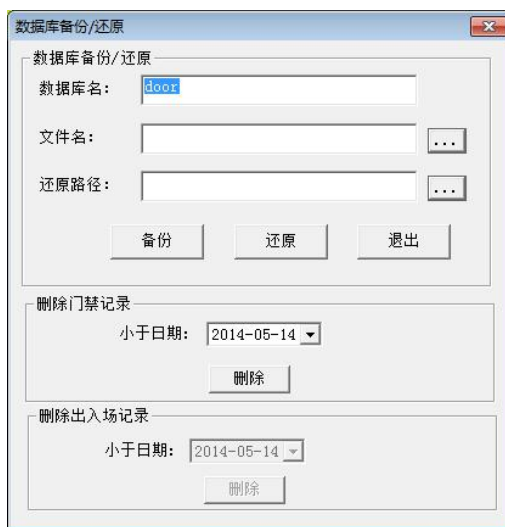 数据库备份/还原
数据库备份/还原
数据库名： door
文件名： ...
还原路径： ...
备份 还原 退出
删除门禁记录
小于日期： 2014-05-14
删除
删除出入场记录
小于日期： 2014-05-14
删除